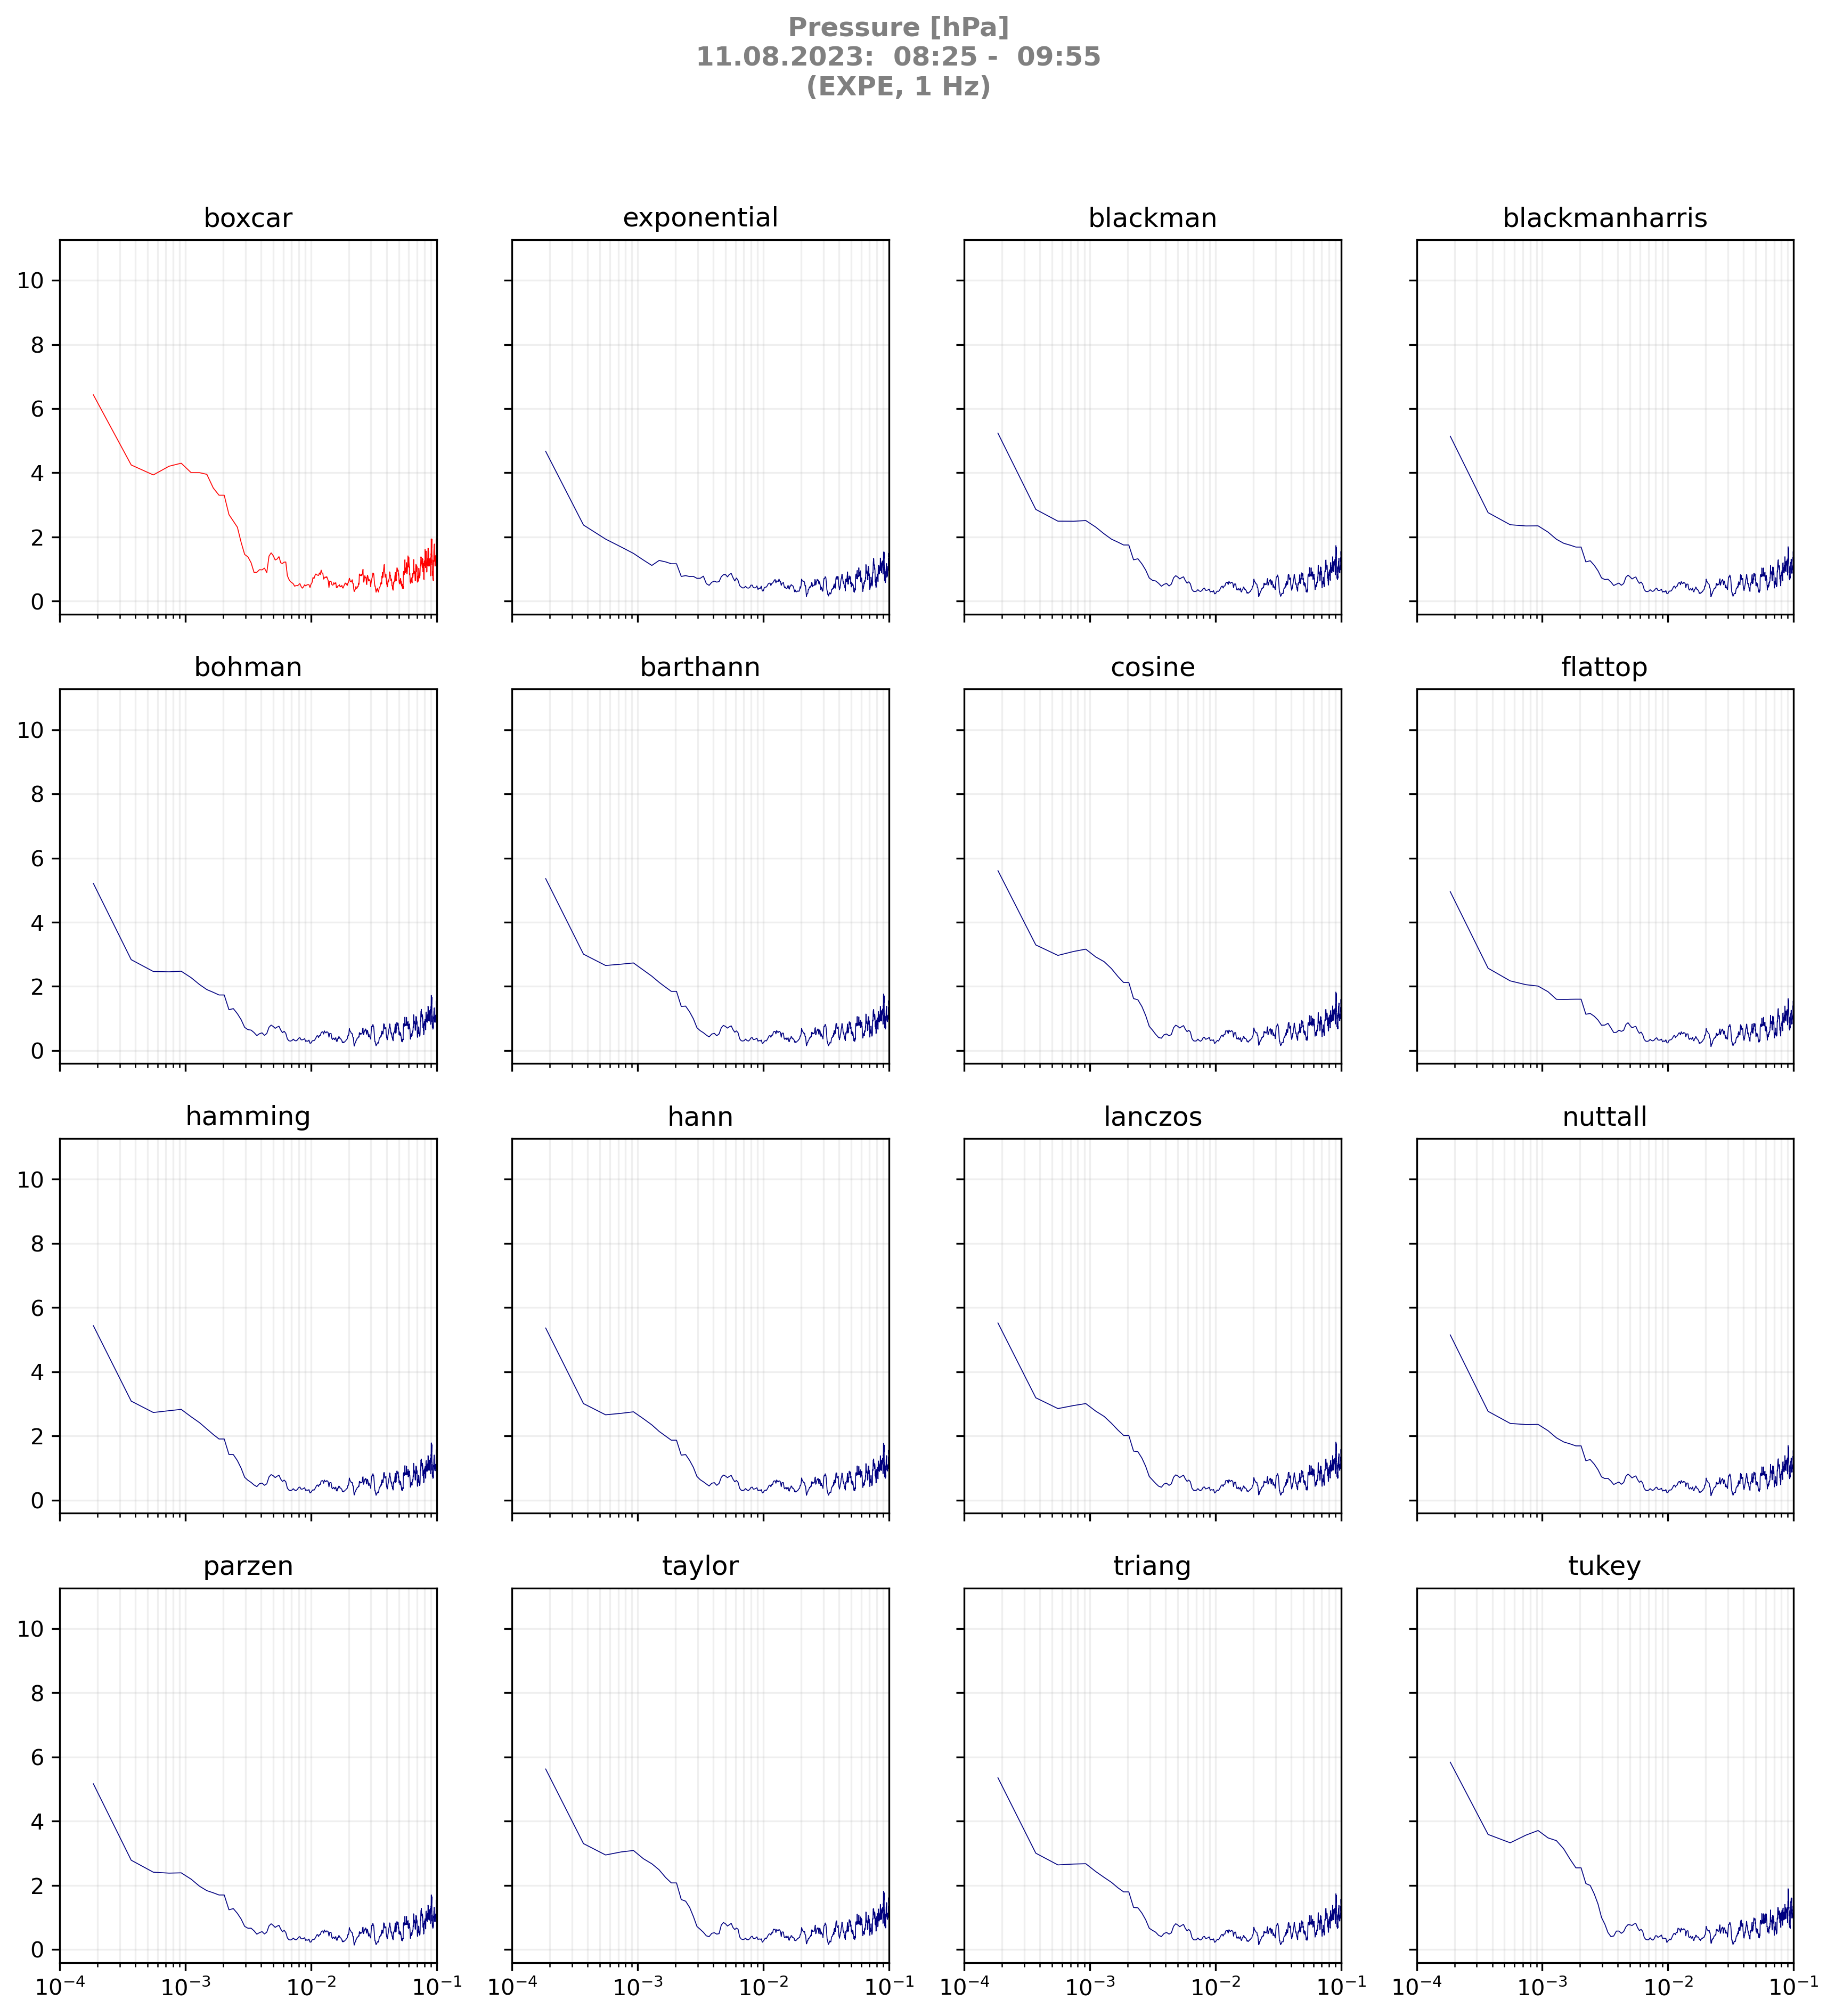 Pressure [hPa]
11.08.2023:  08:25 -  09:55
(EXPE, 1 Hz)
boxcar
exponential
blackman
blackmanharris
10
8
6
4
2
0
bohman
barthann
cosine
flattop
10
8
6
4
2
0
hamming
hann
lanczos
nuttall
10
8
6
4
2
0
parzen
taylor
triang
tukey
10
8
6
4
2
0
10⁻⁴ 10⁻³ 10⁻² 10⁻¹ 10⁻⁴ 10⁻³ 10⁻² 10⁻¹ 10⁻⁴ 10⁻³ 10⁻² 10⁻¹ 10⁻⁴ 10⁻³ 10⁻² 10⁻¹